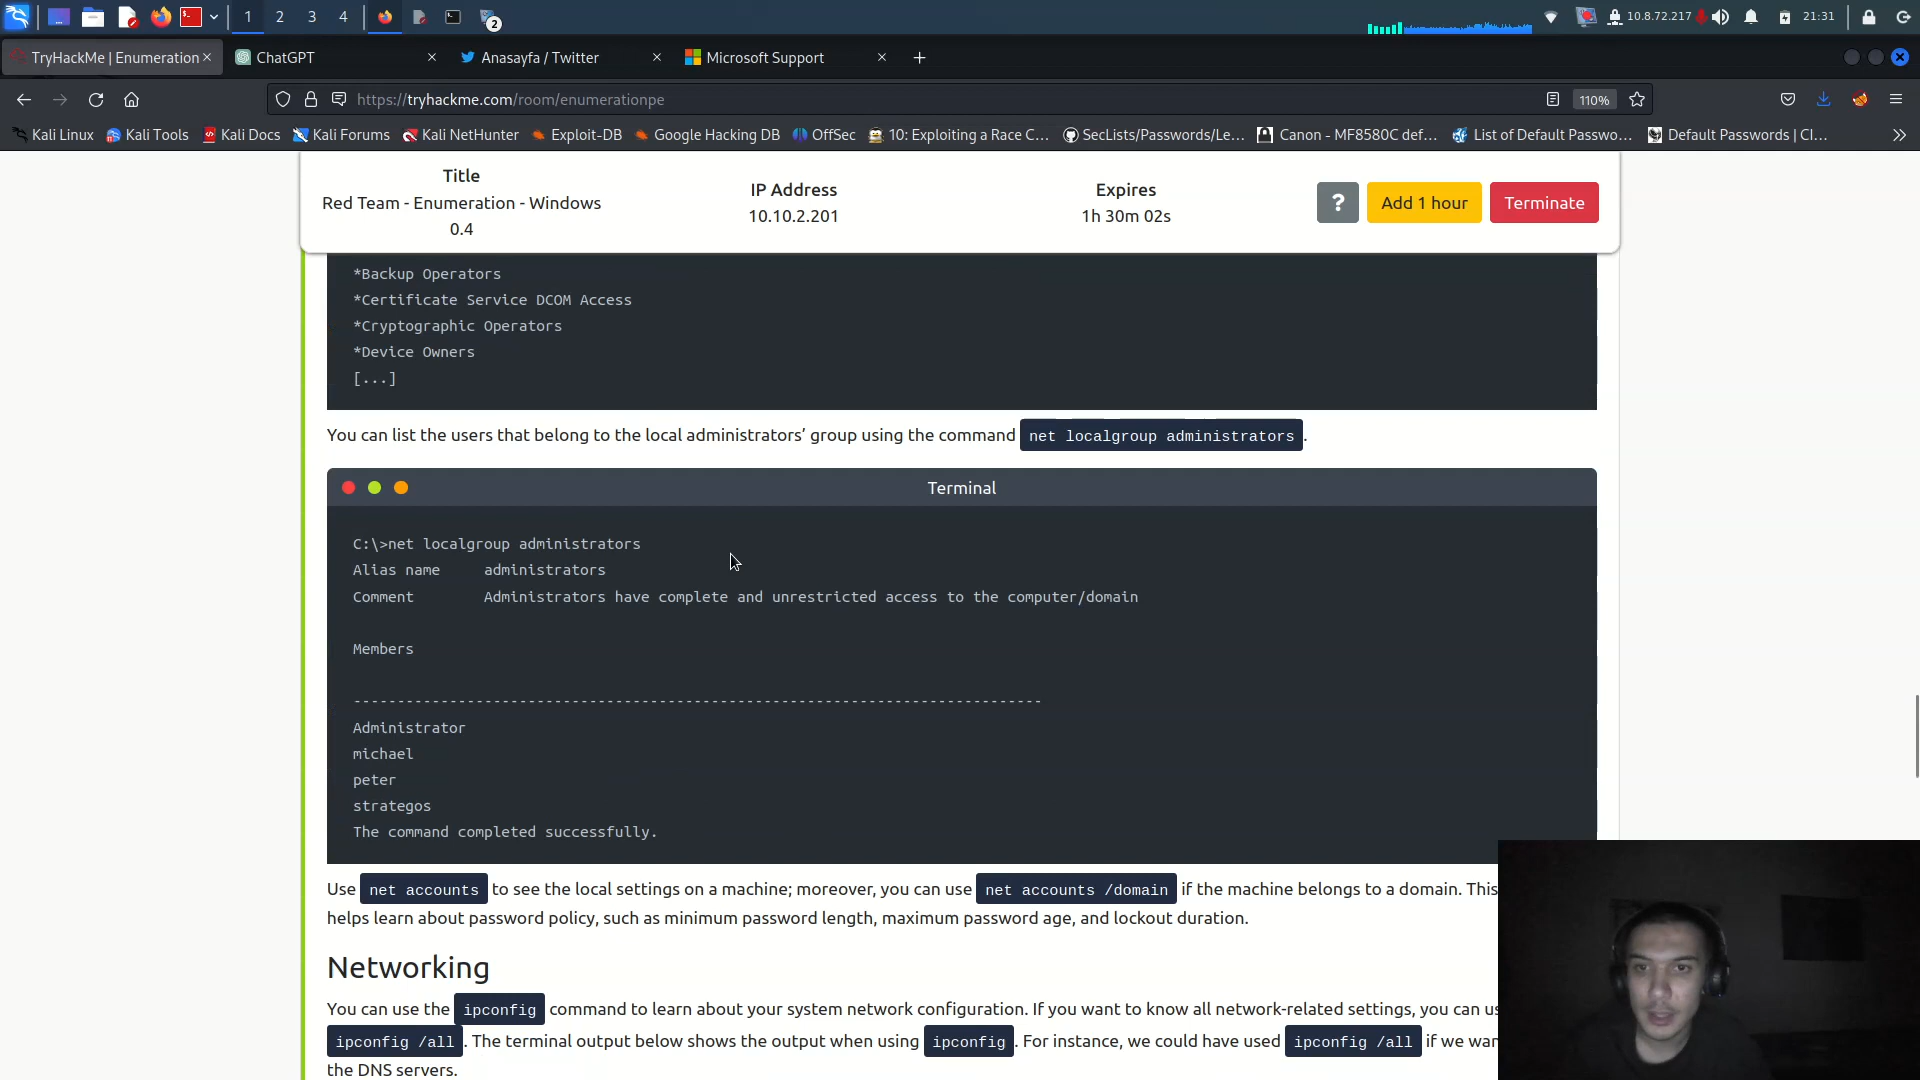 1 2 3 4 2 10.8.72.217 21:31
TryHackMe | Enumeration ChatGPT Anasayfa / Twitter Microsoft Support
https://tryhackme.com/room/enumerationpe 110%
Kali Linux Kali Tools Kali Docs Kali Forums Kali NetHunter Exploit-DB Google Hacking DB OffSec 10: Exploiting a Race C... SecLists/Passwords/Le... Canon - MF8580C def... List of Default Passwo... Default Passwords | CI...
Title IP Address Expires
Red Team - Enumeration - Windows 0.4 10.10.2.201 1h 30m 02s ? Add 1 hour Terminate
*Backup Operators
*Certificate Service DCOM Access
*Cryptographic Operators
*Device Owners
[...]
You can list the users that belong to the local administrators’ group using the command net localgroup administrators.
Terminal
C:\>net localgroup administrators
Alias name administrators
Comment Administrators have complete and unrestricted access to the computer/domain
Members
-------------------------------------------------------------------------------
Administrator
michael
peter
strategos
The command completed successfully.
Use net accounts to see the local settings on a machine; moreover, you can use net accounts /domain if the machine belongs to a domain. This
helps learn about password policy, such as minimum password length, maximum password age, and lockout duration.
Networking
You can use the ipconfig command to learn about your system network configuration. If you want to know all network-related settings, you can
ipconfig /all. The terminal output below shows the output when using ipconfig. For instance, we could have used ipconfig /all if we
the DNS servers.